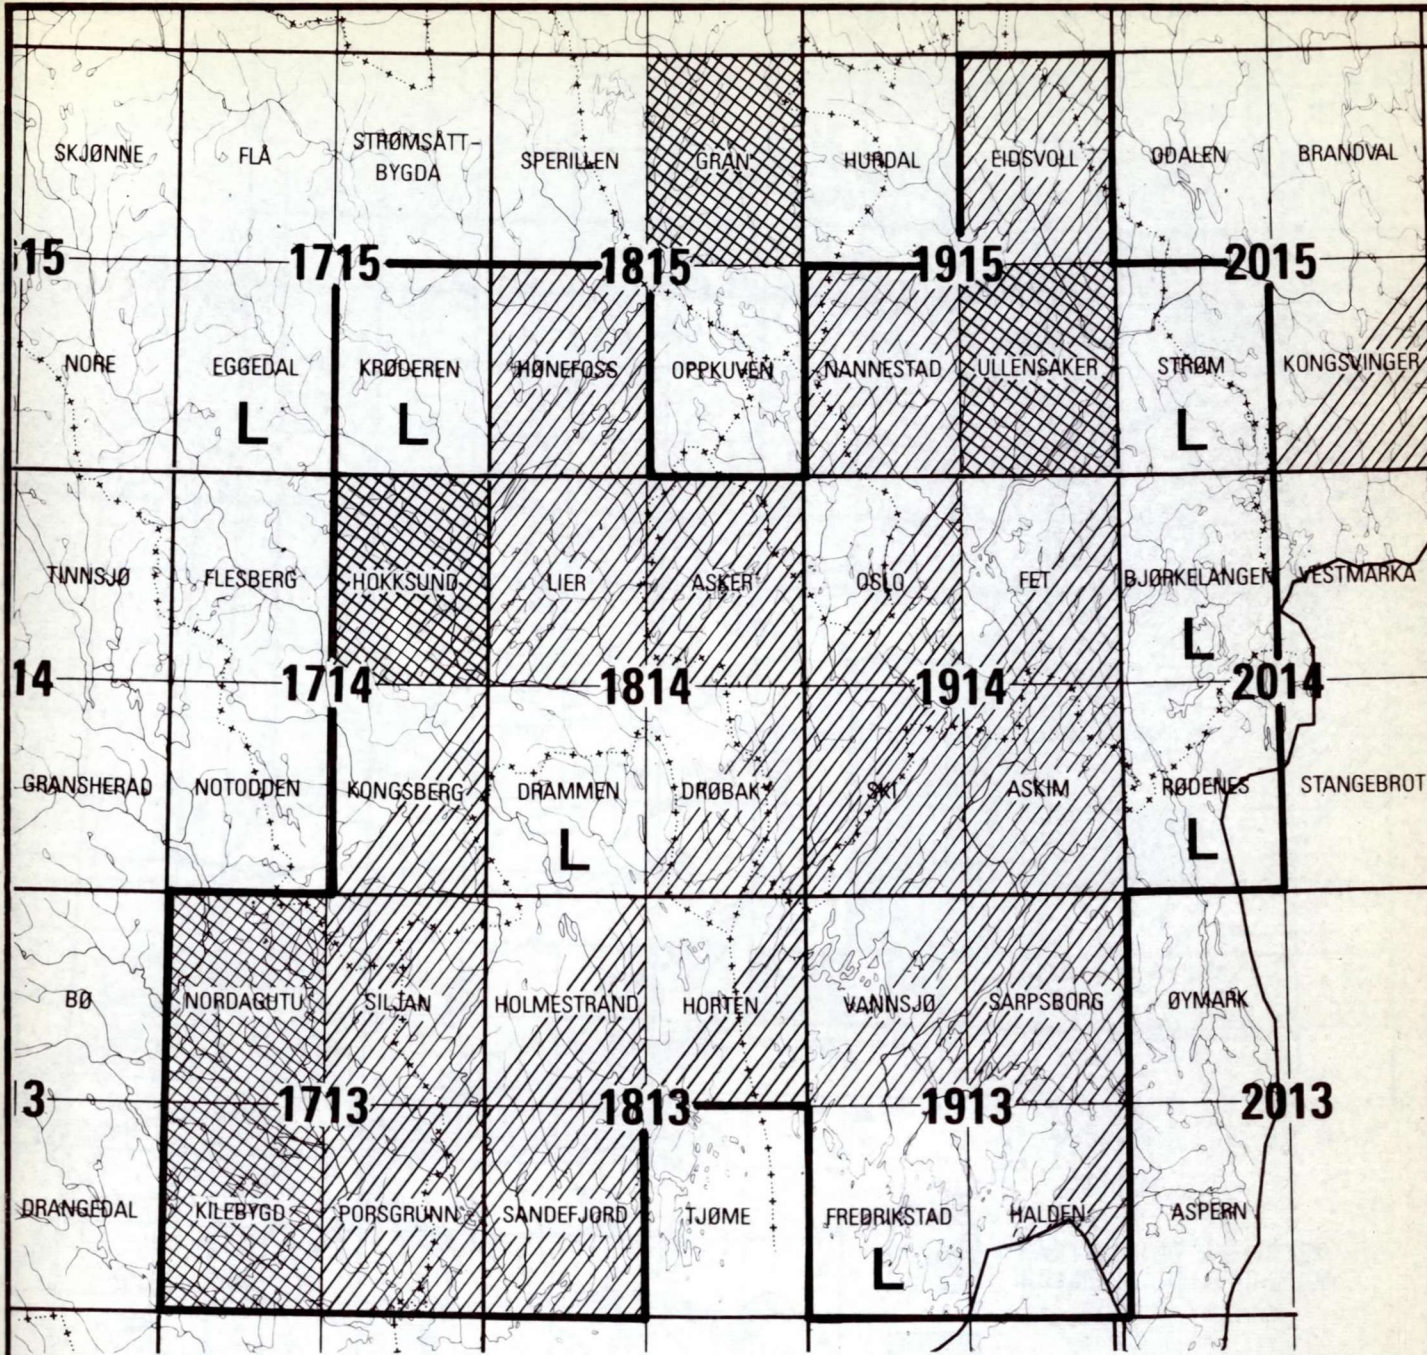 SKJØNNE
FLÅ
STRØMSÅTT-
BYGDA
SPERILLEN
GRAN
HURDAL
EIDSVOLL
ODALEN
BRANDVAL
15
1715
1815
1915
2015
NORE
EGGEDAL
KRØDEREN
HØNEFOSS
OPPKUVEN
NANNESTAD
ULLENSAKER
STRØM
KONGSVINGER
L
L
L
TINNSJØ
FLESBERG
HOKKSUND
LIER
ASKER
OSLO
FET
BJØRKELANGEN
VESTMARKA
L
14
1714
1814
1914
2014
GRANSHERAD
NOTODDEN
KONGSBERG
DRAMMEN
DRØBAK
SKI
ASKIM
RØDENES
STANGEBROT
L
L
BØ
NORDAGUTU
SILJAN
HOLMESTRAND
HORTEN
VANNSJØ
SARPSBORG
ØYMARK
3
1713
1813
1913
2013
DRANGEDAL
KILEBYGD
PORSGRUNN
SANDEFJORD
TJØME
FREDRIKSTAD
HALDEN
ASPERN
L